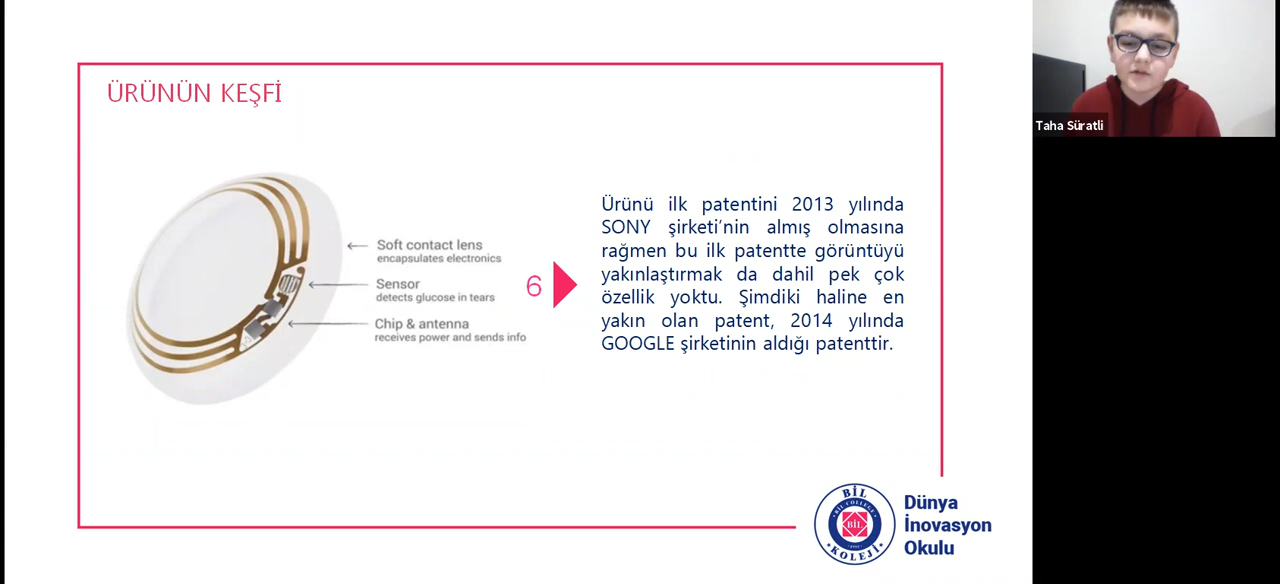 ÜRÜNÜN KEŞFİ
Soft contact lens
encapsulates electronics
Sensor
detects glucose in tears
Chip & antenna
receives power and sends info
6
Ürünü ilk patentini 2013 yılında
SONY şirketi’nin almış olmasına
rağmen bu ilk patentte görüntüyü
yakınlaştırmak da dahil pek çok
özellik yoktu. Şimdiki haline en
yakın olan patent, 2014 yılında
GOOGLE şirketinin aldığı patenttir.
BİL
BİL COLLEGE
BİL
KOLEJİ
Dünya
İnovasyon
Okulu
Taha Süratli